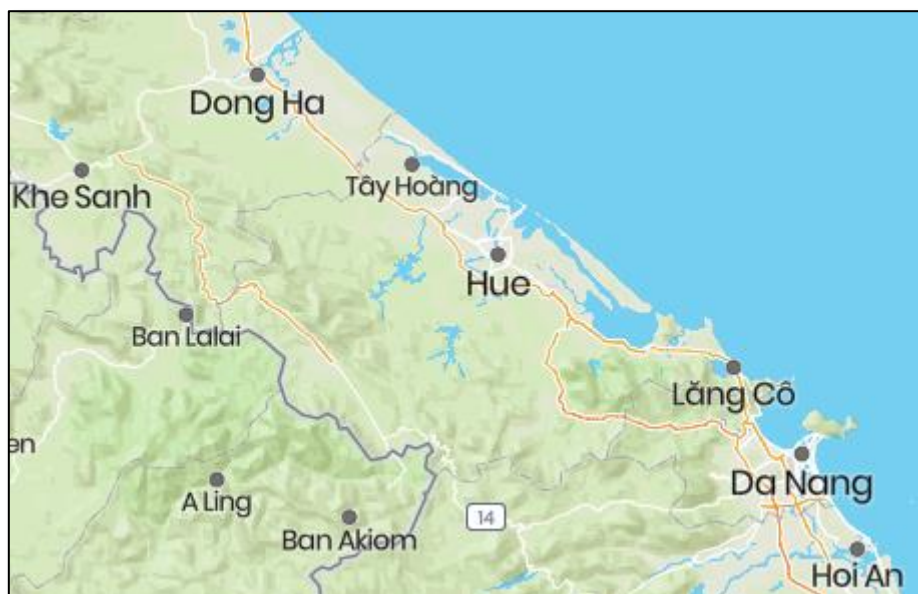 Dong Ha
Tây Hoàng
Khe Sanh
Hue
Ban Lalai
Lăng Cô
en
Da Nang
A Ling
14
Ban Akiom
Hoi An